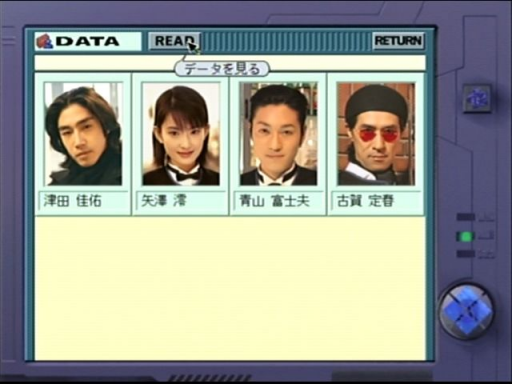 DATA
READ
RETURN
データを見る
津田 佳佑
矢澤 澪
青山 富士夫
古賀 定春